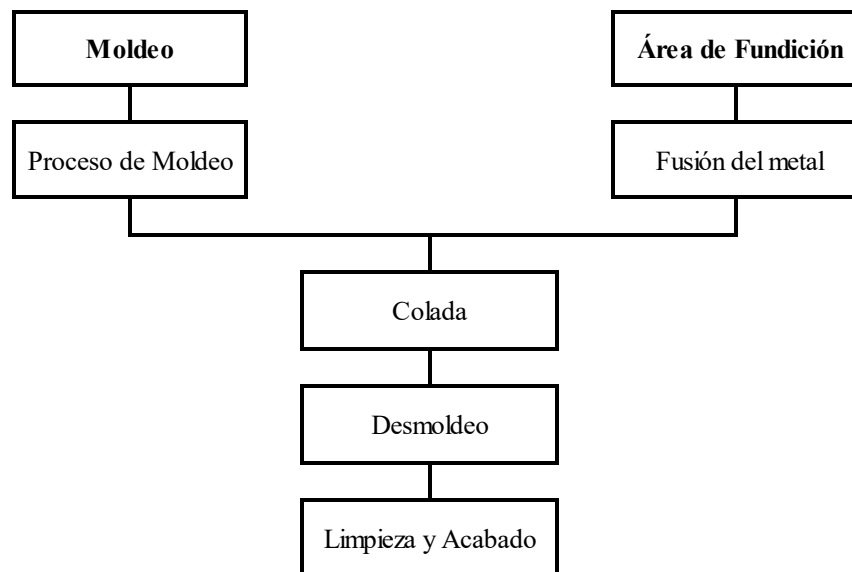 Moldeo
Área de Fundición
Proceso de Moldeo
Fusión del metal
Colada
Desmoldeo
Limpieza y Acabado